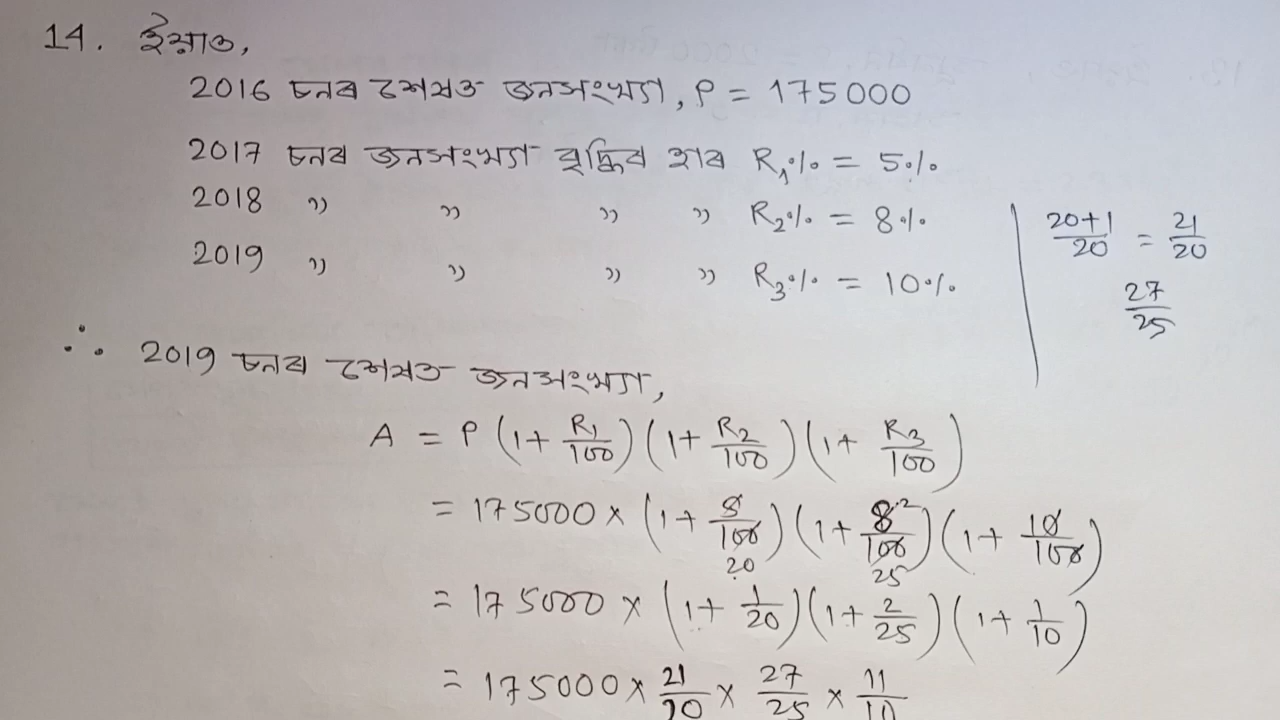 14. ইয়াত,
2016 চনৰ শেষত জনসংখ্যা, P = 175000
2017 চনৰ জনসংখ্যা বৃদ্ধিৰ হাৰ R₁% = 5%
2018 " " " " R₂% = 8%
2019 " " " " R₃% = 10%
20+1/20 = 21/20
27/25
∴ 2019 চনৰ শেষত জনসংখ্যা,
A = P (1 + R₁/100) (1 + R₂/100) (1 + R₃/100)
= 175000 × (1 + 5/100 20) (1 + 8 2/100 25) (1 + 10/100)
= 175000 × (1 + 1/20) (1 + 2/25) (1 + 1/10)
= 175000 × 21/20 × 27/25 × 11/10